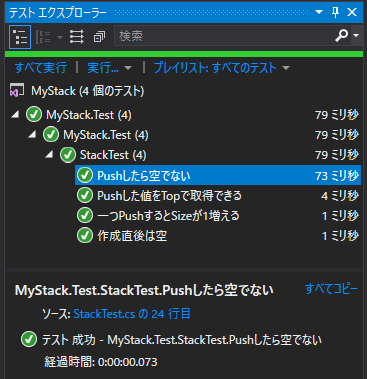 テスト エクスプローラー
検索
すべて実行 | 実行... | プレイリスト: すべてのテスト
MyStack (4 個のテスト)
MyStack.Test (4) 79 ミリ秒
MyStack.Test (4) 79 ミリ秒
StackTest (4) 79 ミリ秒
Pushしたら空でない 73 ミリ秒
Pushした値をTopで取得できる 4 ミリ秒
一つPushするとSizeが1増える 1 ミリ秒
作成直後は空 1 ミリ秒
MyStack.Test.StackTest.Pushしたら空でない すべてコピー
ソース: StackTest.cs の 24 行目
テスト 成功 - MyStack.Test.StackTest.Pushしたら空でない
経過時間: 0:00:00.073